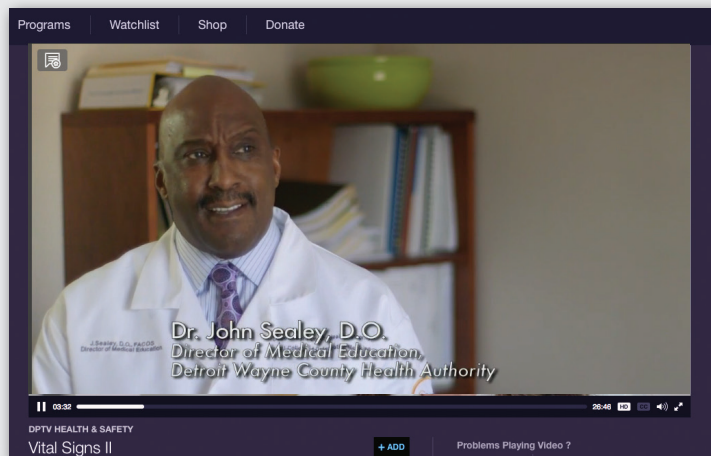 Programs Watchlist Shop Donate
J.Sealey, D.O., FACOS
Director of Medical Education
Dr. John Sealey, D.O.
Director of Medical Education,
Detroit Wayne County Health Authority
03:32 26:46 HD CC
DPTV HEALTH & SAFETY
Vital Signs II
+ ADD
Problems Playing Video ?